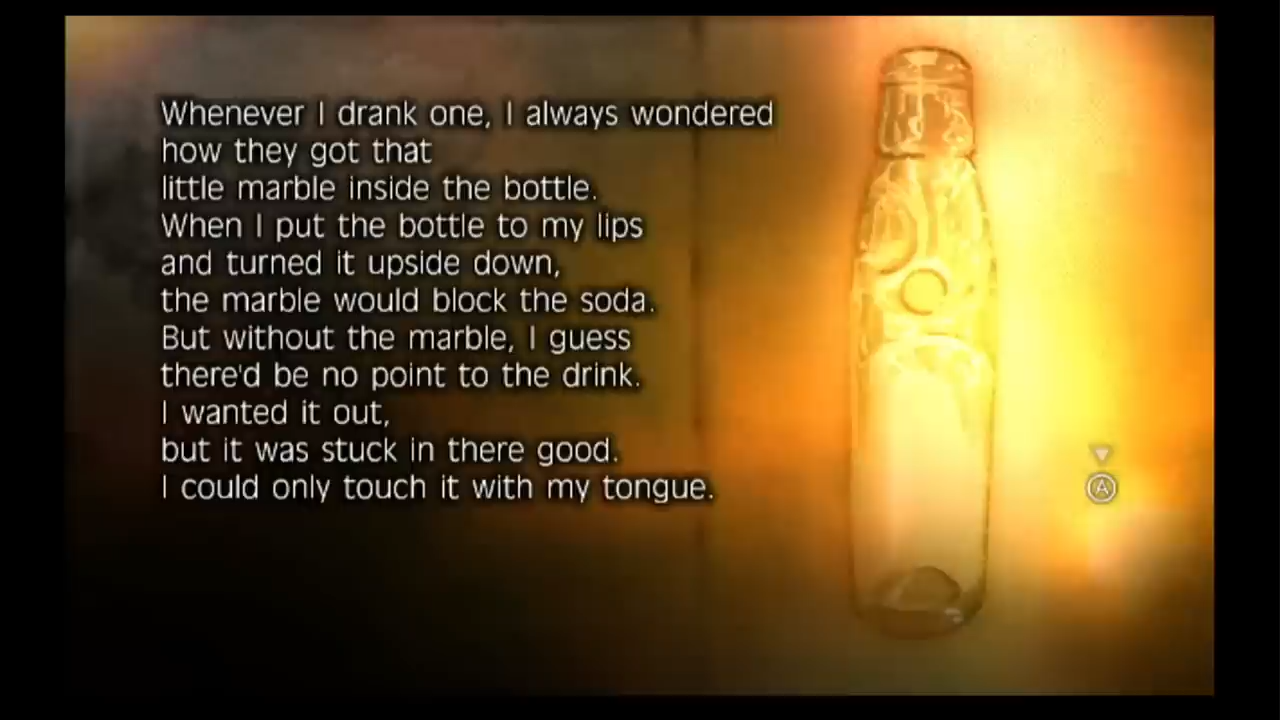 Whenever I drank one, I always wondered
how they got that
little marble inside the bottle.
When I put the bottle to my lips
and turned it upside down,
the marble would block the soda.
But without the marble, I guess
there'd be no point to the drink.
I wanted it out,
but it was stuck in there good.
I could only touch it with my tongue.
A